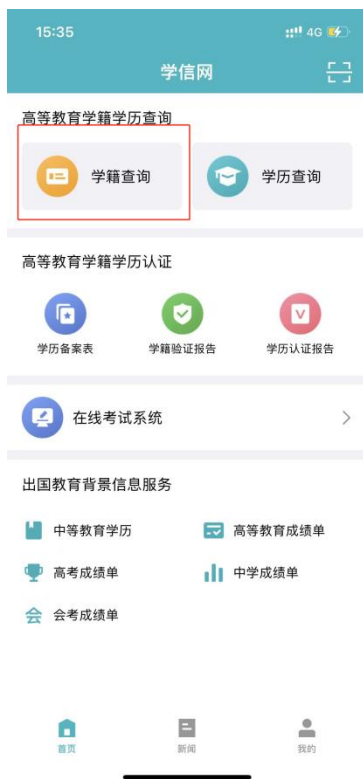 15:35
4G
学信网
高等教育学籍学历查询
学籍查询
学历查询
高等教育学籍学历认证
学历备案表
学籍验证报告
学历认证报告
在线考试系统
出国教育背景信息服务
中等教育学历
高等教育成绩单
高考成绩单
中学成绩单
会 会考成绩单
首页
新闻
我的